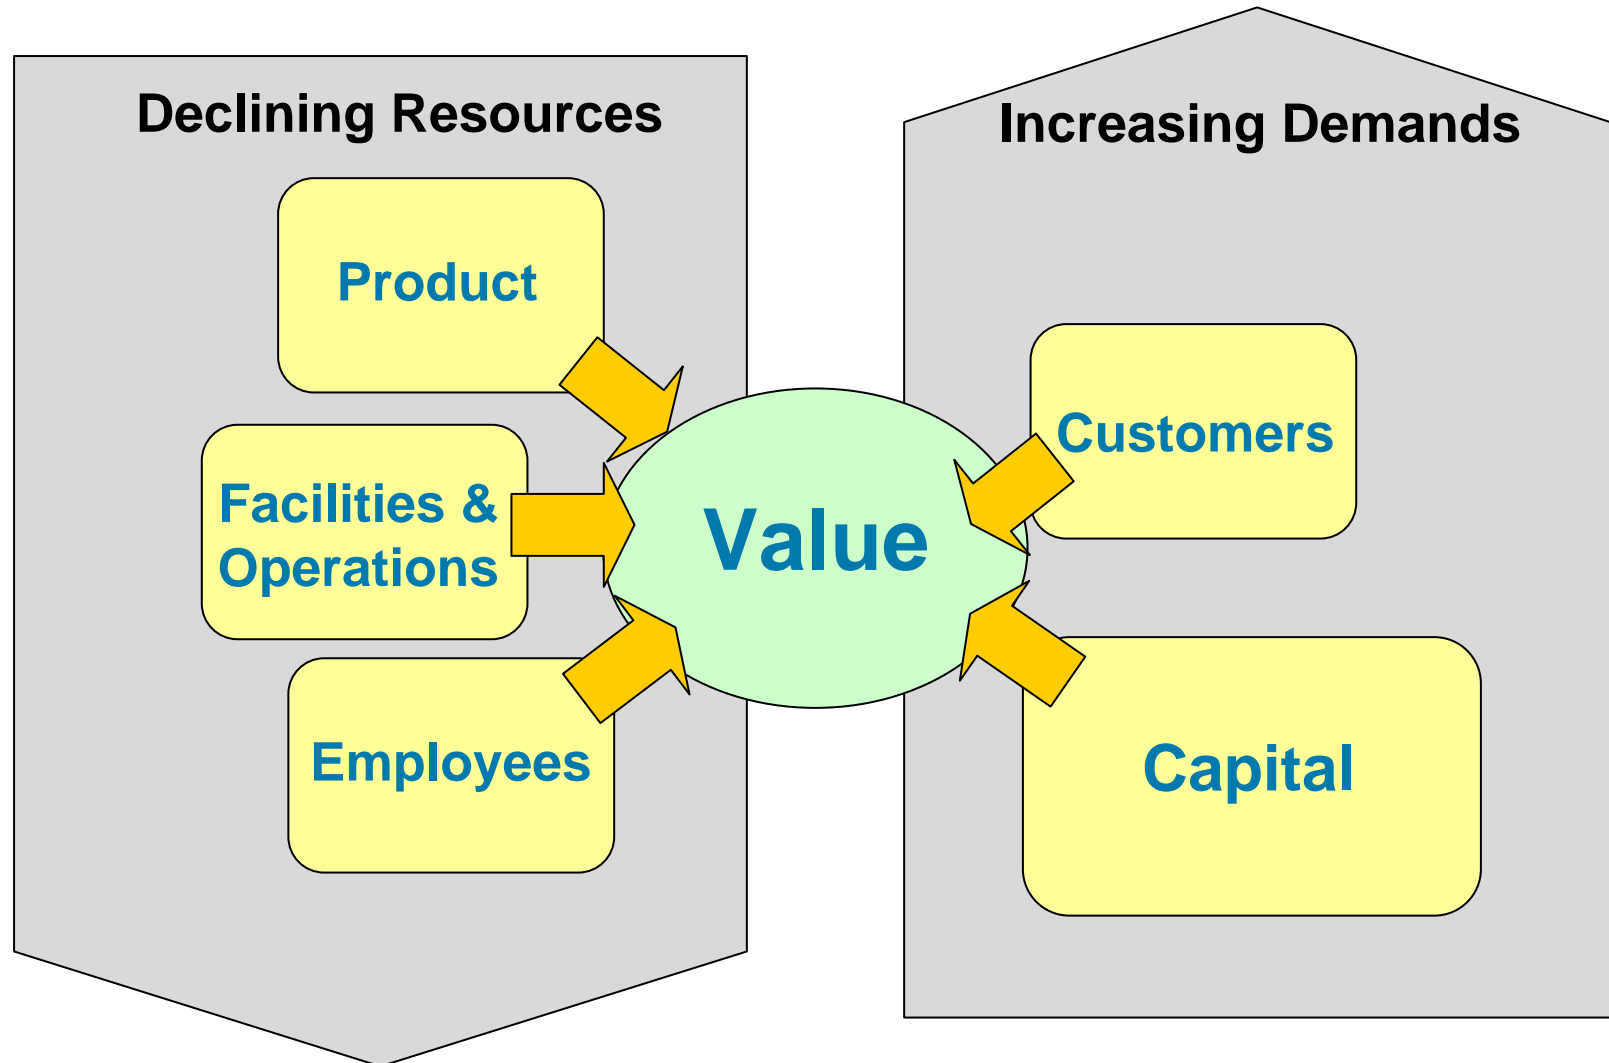 Declining Resources
Product
Facilities &
Operations
Employees
Value
Increasing Demands
Customers
Capital